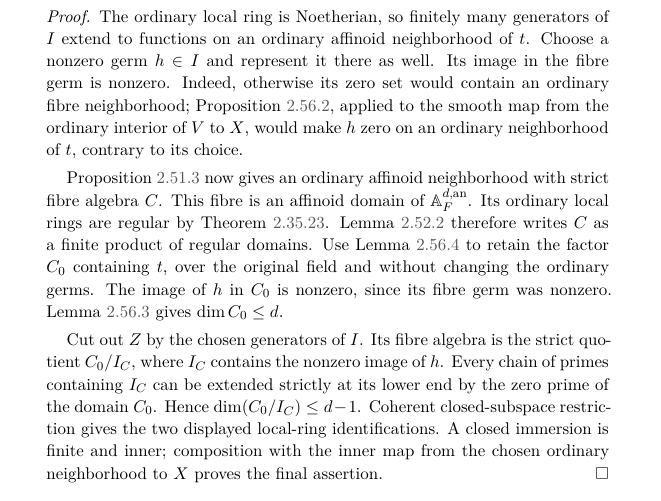 Proof. The ordinary local ring is Noetherian, so finitely many generators of
I extend to functions on an ordinary affinoid neighborhood of t. Choose a
nonzero germ h ∈ I and represent it there as well. Its image in the fibre
germ is nonzero. Indeed, otherwise its zero set would contain an ordinary
fibre neighborhood; Proposition 2.56.2, applied to the smooth map from the
ordinary interior of V to X, would make h zero on an ordinary neighborhood
of t, contrary to its choice.
Proposition 2.51.3 now gives an ordinary affinoid neighborhood with strict
fibre algebra C. This fibre is an affinoid domain of 𝔸_F^{d,an}. Its ordinary local
rings are regular by Theorem 2.35.23. Lemma 2.52.2 therefore writes C as
a finite product of regular domains. Use Lemma 2.56.4 to retain the factor
C₀ containing t, over the original field and without changing the ordinary
germs. The image of h in C₀ is nonzero, since its fibre germ was nonzero.
Lemma 2.56.3 gives dim C₀ ≤ d.
Cut out Z by the chosen generators of I. Its fibre algebra is the strict quo-
tient C₀/I_C, where I_C contains the nonzero image of h. Every chain of primes
containing I_C can be extended strictly at its lower end by the zero prime of
the domain C₀. Hence dim(C₀/I_C) ≤ d−1. Coherent closed-subspace restric-
tion gives the two displayed local-ring identifications. A closed immersion is
finite and inner; composition with the inner map from the chosen ordinary
neighborhood to X proves the final assertion. □